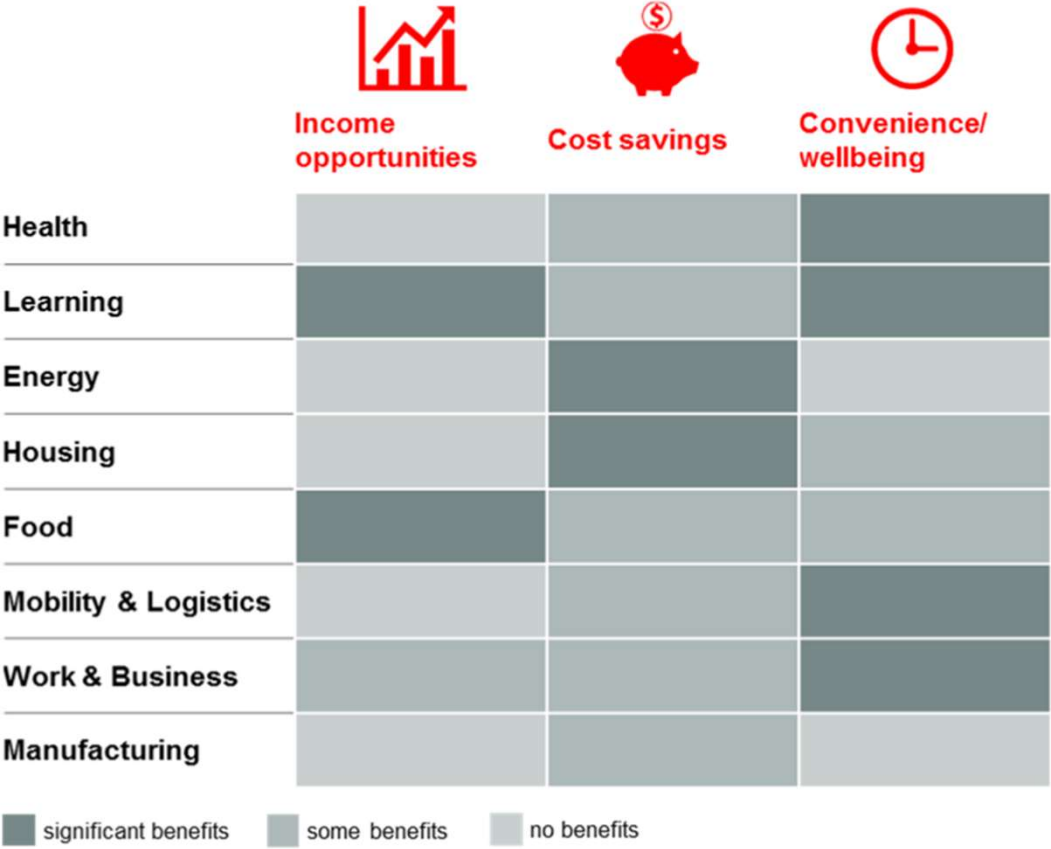 $
Income
opportunities
Cost savings
Convenience/
wellbeing
Health
Learning
Energy
Housing
Food
Mobility & Logistics
Work & Business
Manufacturing
significant benefits
some benefits
no benefits